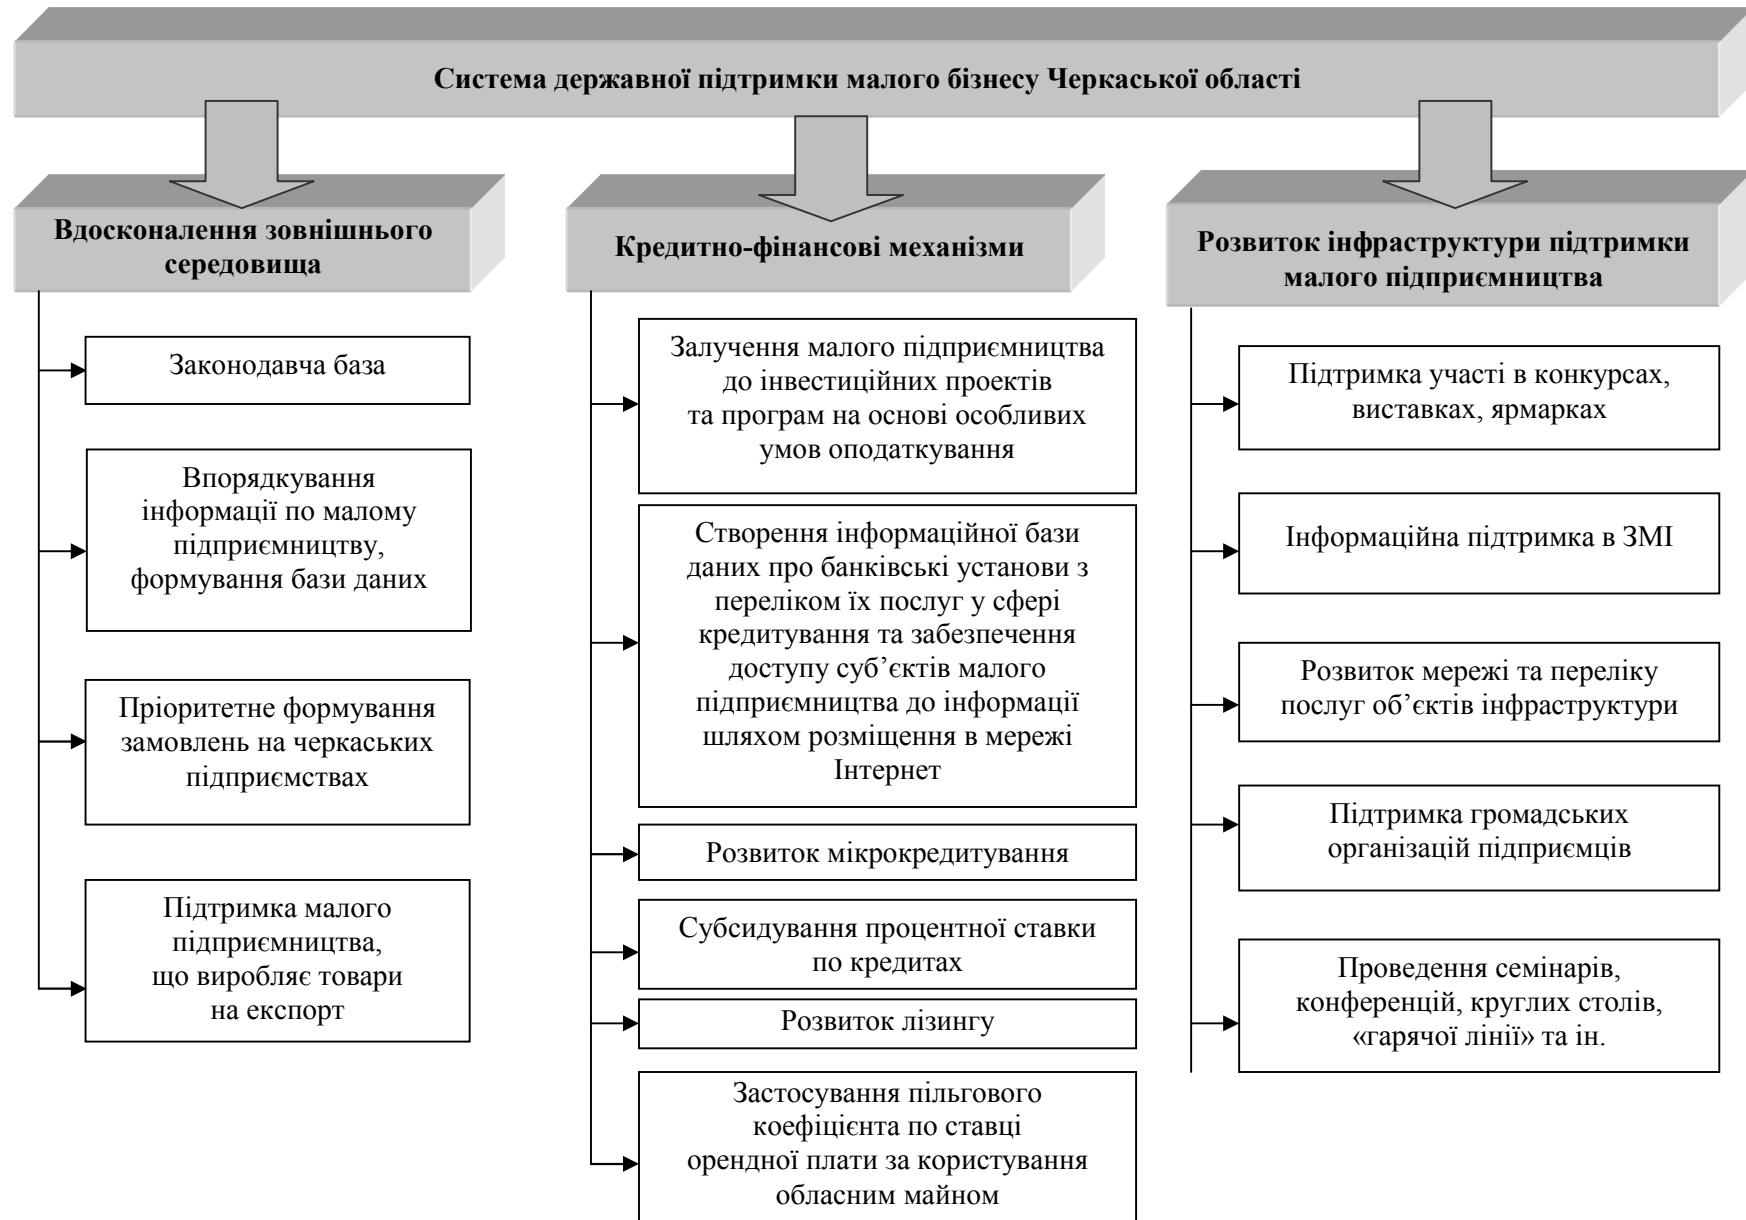 Система державної підтримки малого бізнесу Черкаської області
Вдосконалення зовнішнього
середовища
Законодавча база
Впорядкування
інформації по малому
підприємництву,
формування бази даних
Пріоритетне формування
замовлень на черкаських
підприємствах
Підтримка малого
підприємництва,
що виробляє товари
на експорт
Кредитно-фінансові механізми
Залучення малого підприємництва
до інвестиційних проектів
та програм на основі особливих
умов оподаткування
Створення інформаційної бази
даних про банківські установи з
переліком їх послуг у сфері
кредитування та забезпечення
доступу суб’єктів малого
підприємництва до інформації
шляхом розміщення в мережі
Інтернет
Розвиток мікрокредитування
Субсидування процентної ставки
по кредитах
Розвиток лізингу
Застосування пільгового
коефіцієнта по ставці
орендної плати за користування
обласним майном
Розвиток інфраструктури підтримки
малого підприємництва
Підтримка участі в конкурсах,
виставках, ярмарках
Інформаційна підтримка в ЗМІ
Розвиток мережі та переліку
послуг об’єктів інфраструктури
Підтримка громадських
організацій підприємців
Проведення семінарів,
конференцій, круглих столів,
«гарячої лінії» та ін.